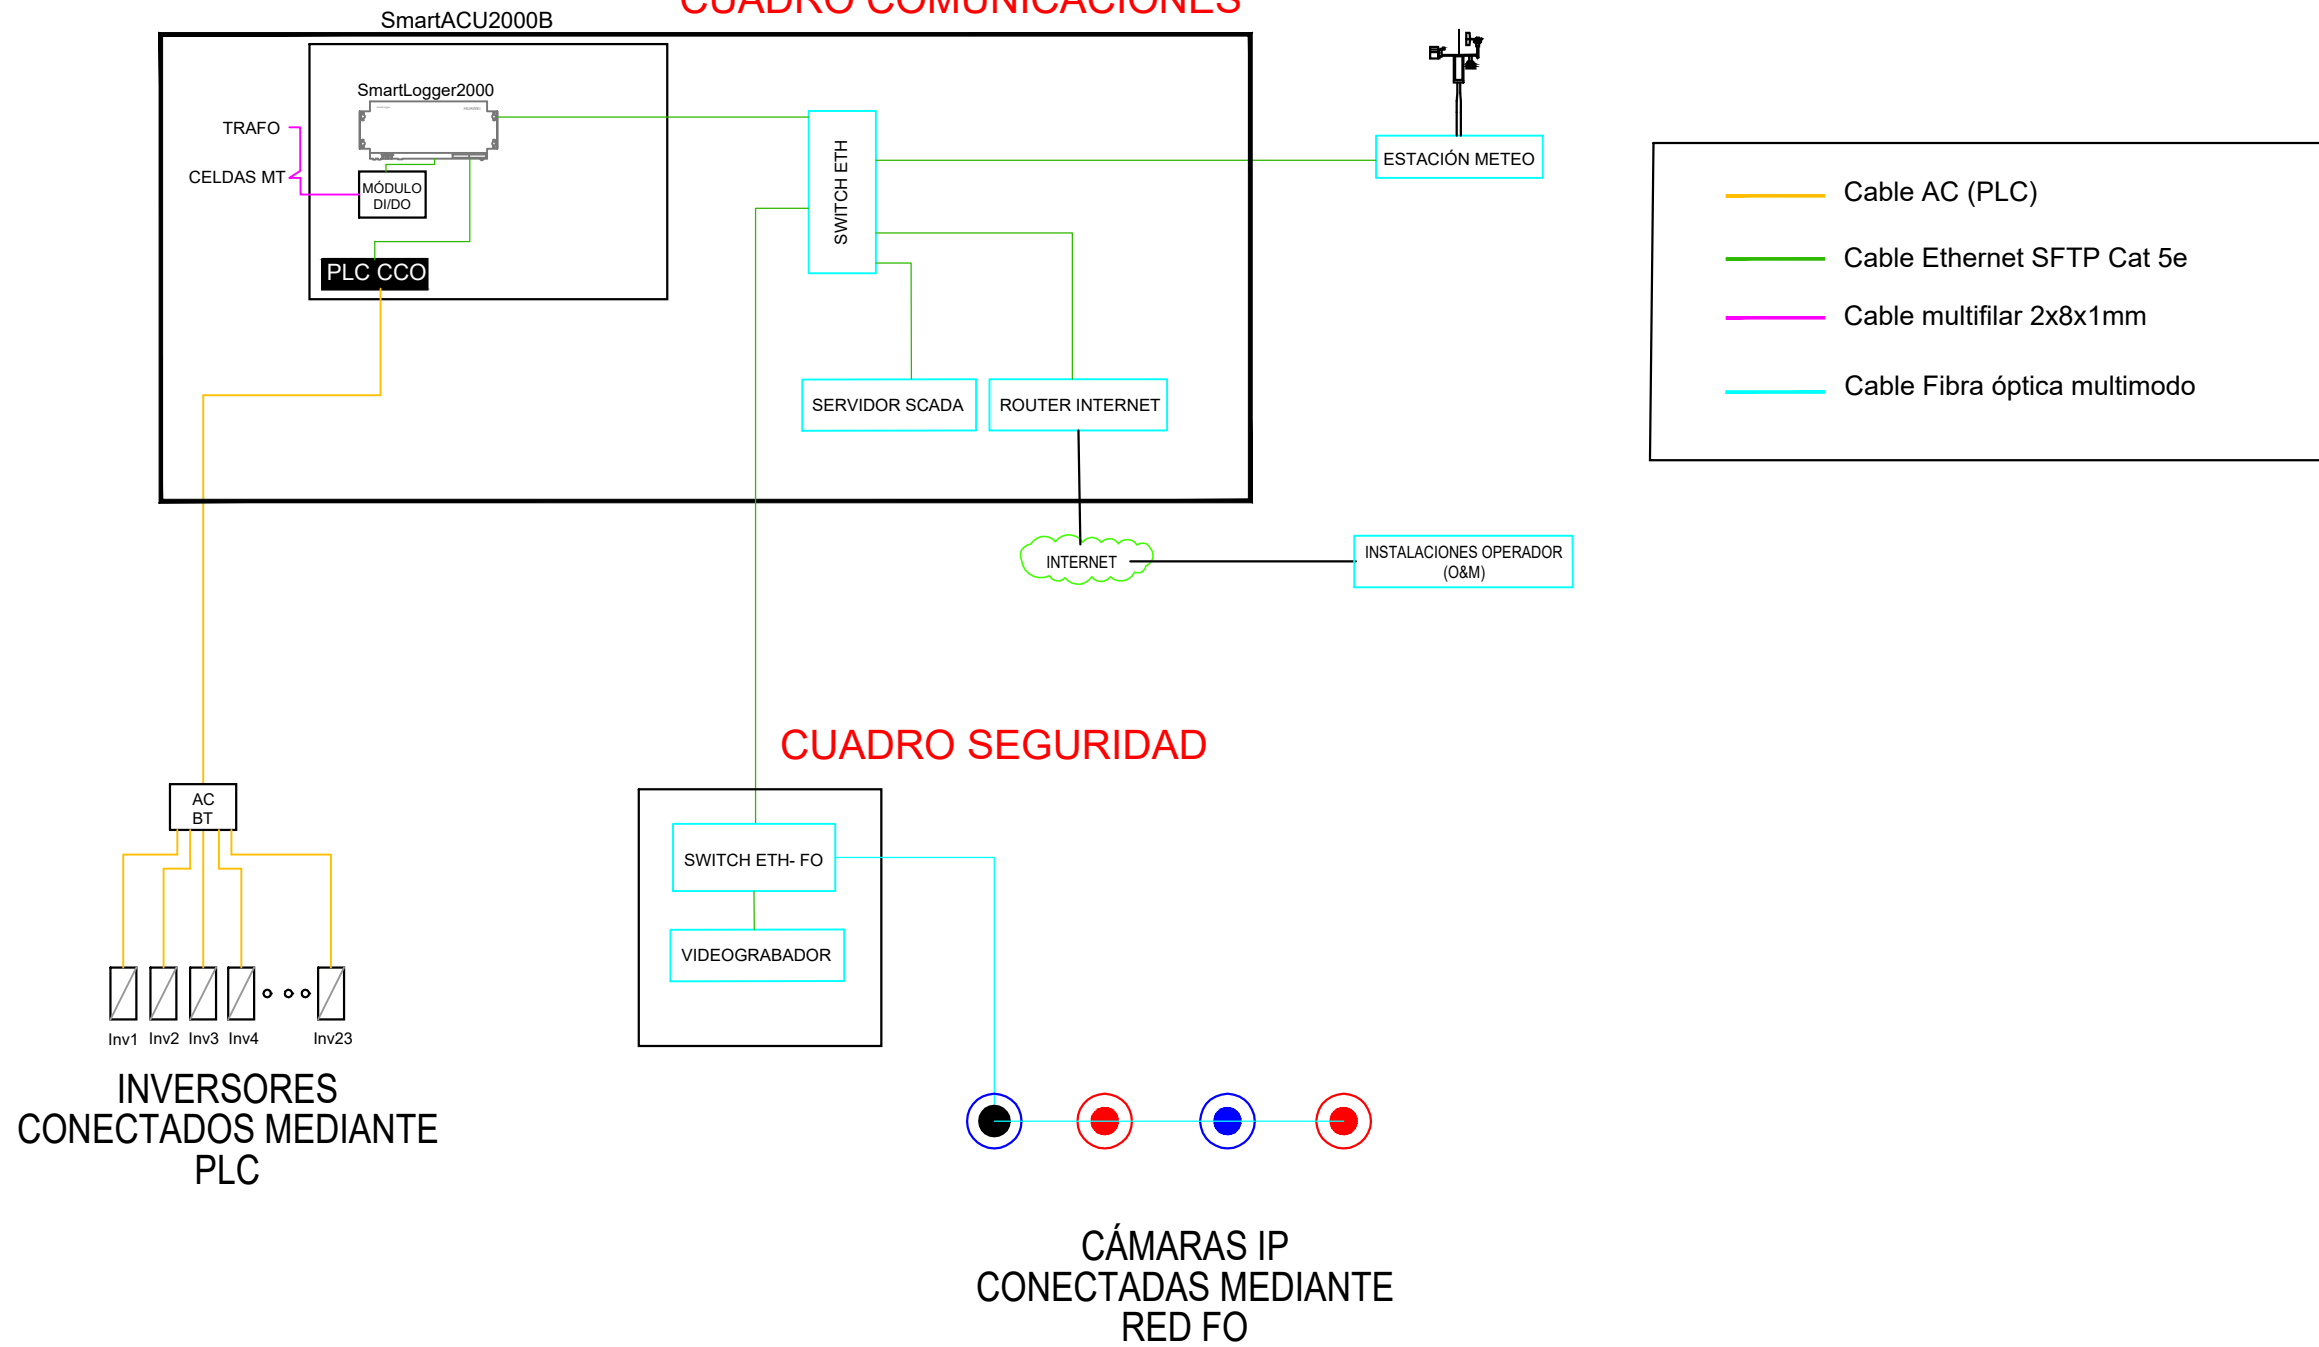 CUADRO COMUNICACIONES
SmartACU2000B
SmartLogger2000
TRAFO
CELDAS MT
MÓDULO
DI/DO
PLC CCO
SWITCH ETH
ESTACIÓN METEO
SERVIDOR SCADA
ROUTER INTERNET
INTERNET
INSTALACIONES OPERADOR
(O&M)
Cable AC (PLC)
Cable Ethernet SFTP Cat 5e
Cable multifilar 2x8x1mm
Cable Fibra óptica multimodo
CUADRO SEGURIDAD
AC
BT
SWITCH ETH- FO
VIDEOGRABADOR
Inv1
Inv2
Inv3
Inv4
Inv23
INVERSORES
CONECTADOS MEDIANTE
PLC
CÁMARAS IP
CONECTADAS MEDIANTE
RED FO